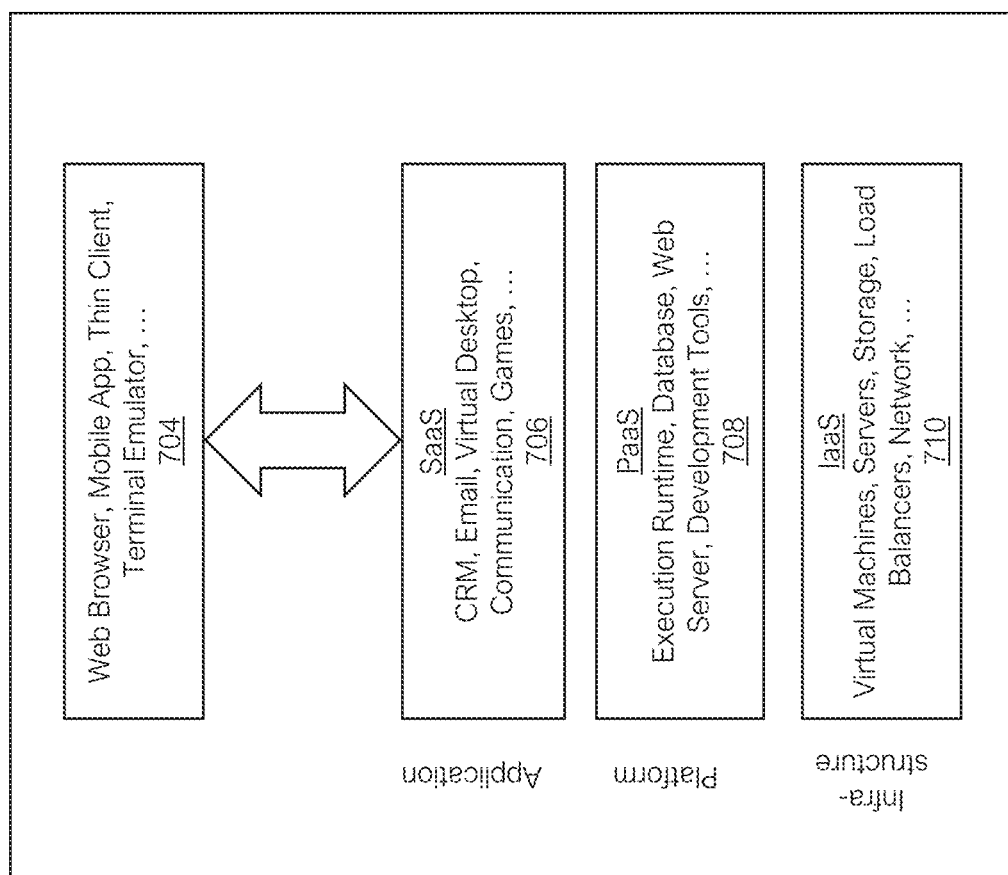 Web Browser, Mobile App, Thin Client,
Terminal Emulator, ...
704
SaaS
CRM, Email, Virtual Desktop,
Communication, Games, ...
706
Application
PaaS
Execution Runtime, Database, Web
Server, Development Tools, ...
708
Platform
IaaS
Virtual Machines, Servers, Storage, Load
Balancers, Network, ...
710
Infra-
structure